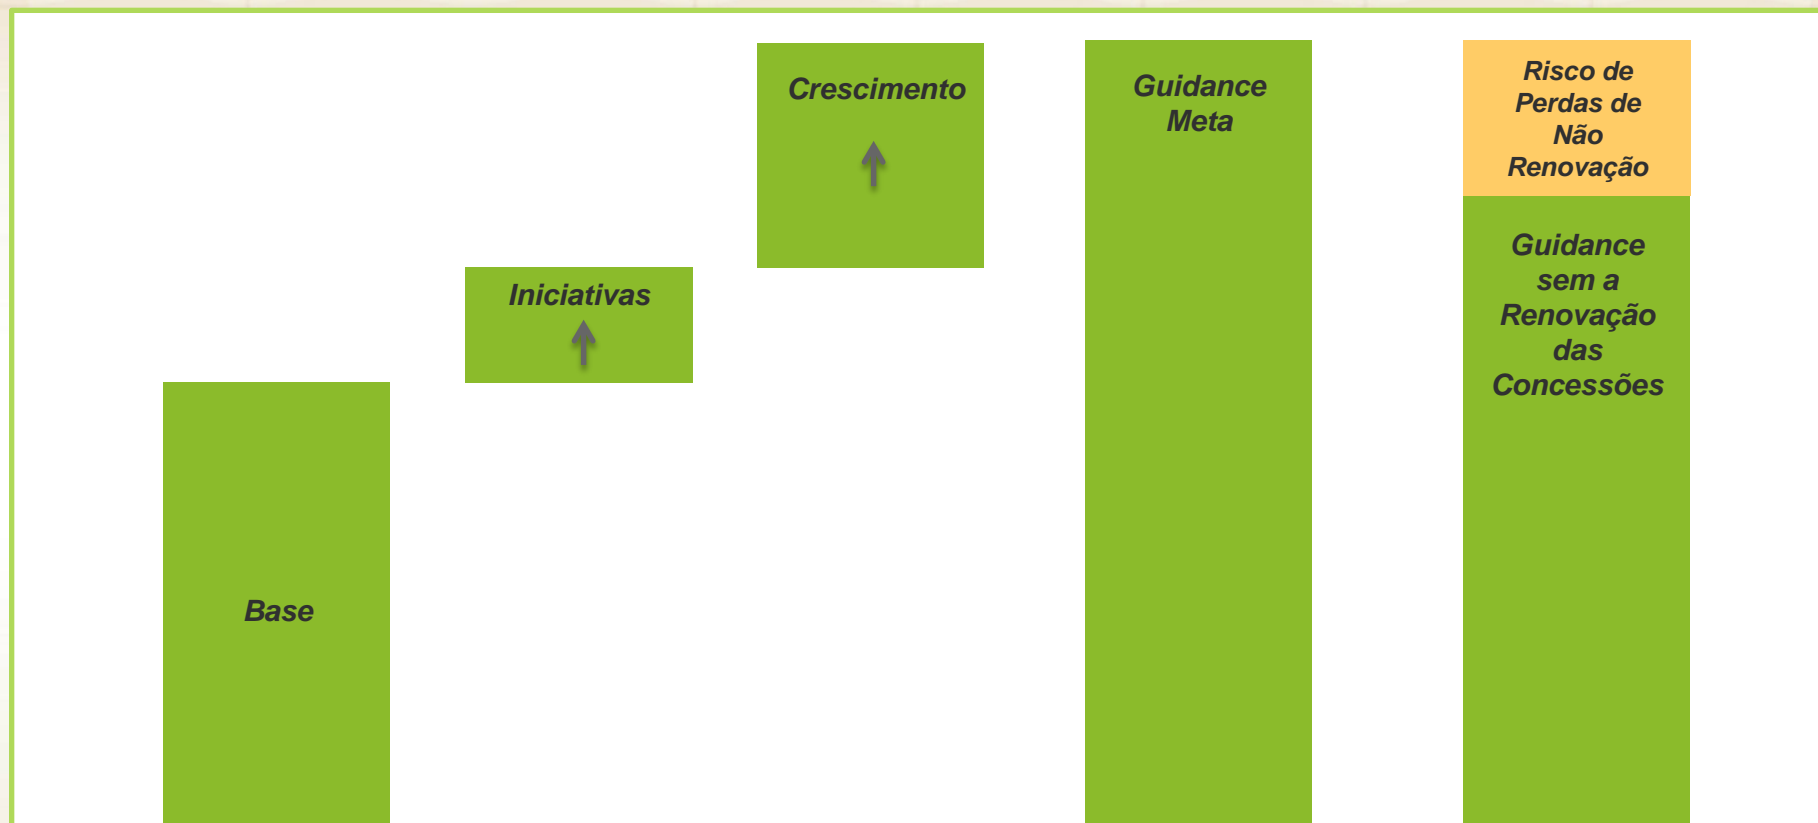 Base
Iniciativas
Crescimento
Guidance
Meta
Risco de
Perdas de
Não
Renovação
Guidance
sem a
Renovação
das
Concessões